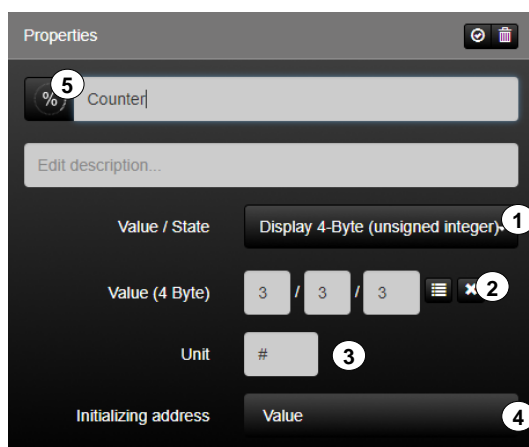 Properties
% 5 Counter
Edit description...
Value / State Display 4-Byte (unsigned integer) 1
Value (4 Byte) 3 / 3 / 3 2
Unit # 3
Initializing address Value 4